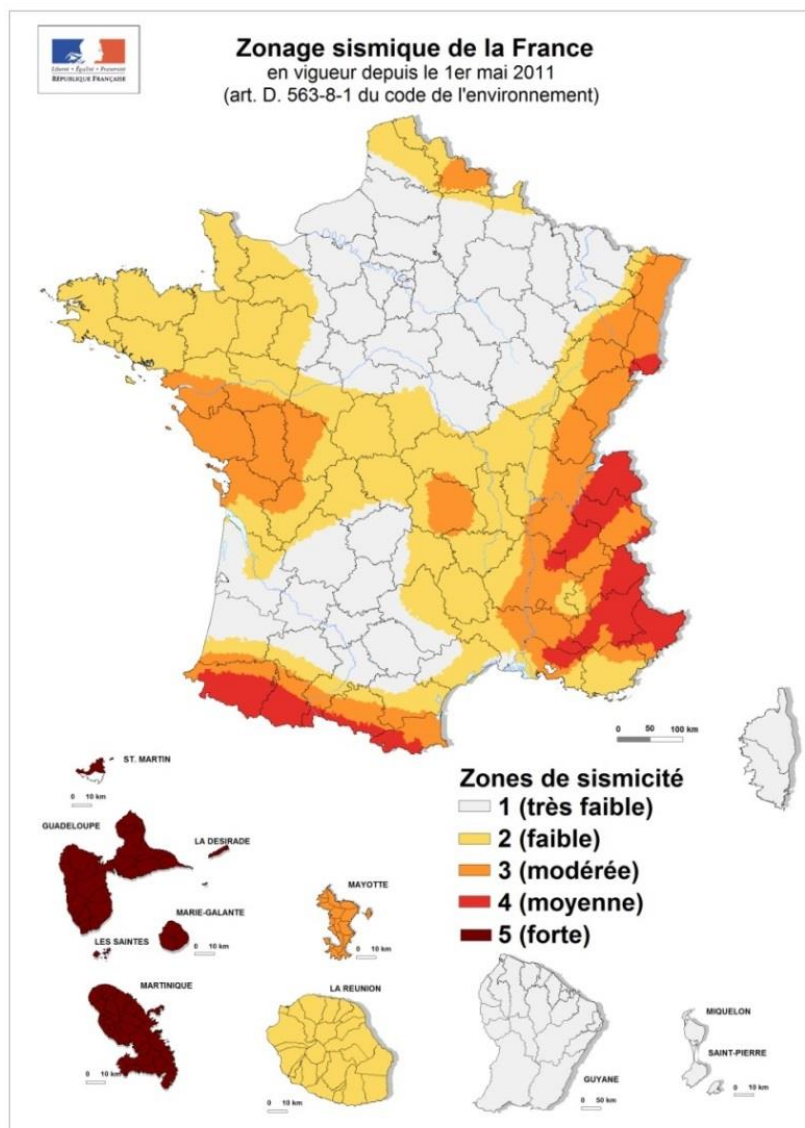 Liberté • Égalité • Fraternité
RÉPUBLIQUE FRANÇAISE
Zonage sismique de la France
en vigueur depuis le 1er mai 2011
(art. D. 563-8-1 du code de l'environnement)
0 50 100 km
ST. MARTIN
0 10 km
GUADELOUPE
LA DESIRADE
MARIE-GALANTE
LES SAINTES
0 10 km
MARTINIQUE
0 10 km
MAYOTTE
0 10 km
LA REUNION
0 10 km
Zones de sismicité
1 (très faible)
2 (faible)
3 (modérée)
4 (moyenne)
5 (forte)
GUYANE
0 50 km
MIQUELON
SAINT-PIERRE
0 10 km